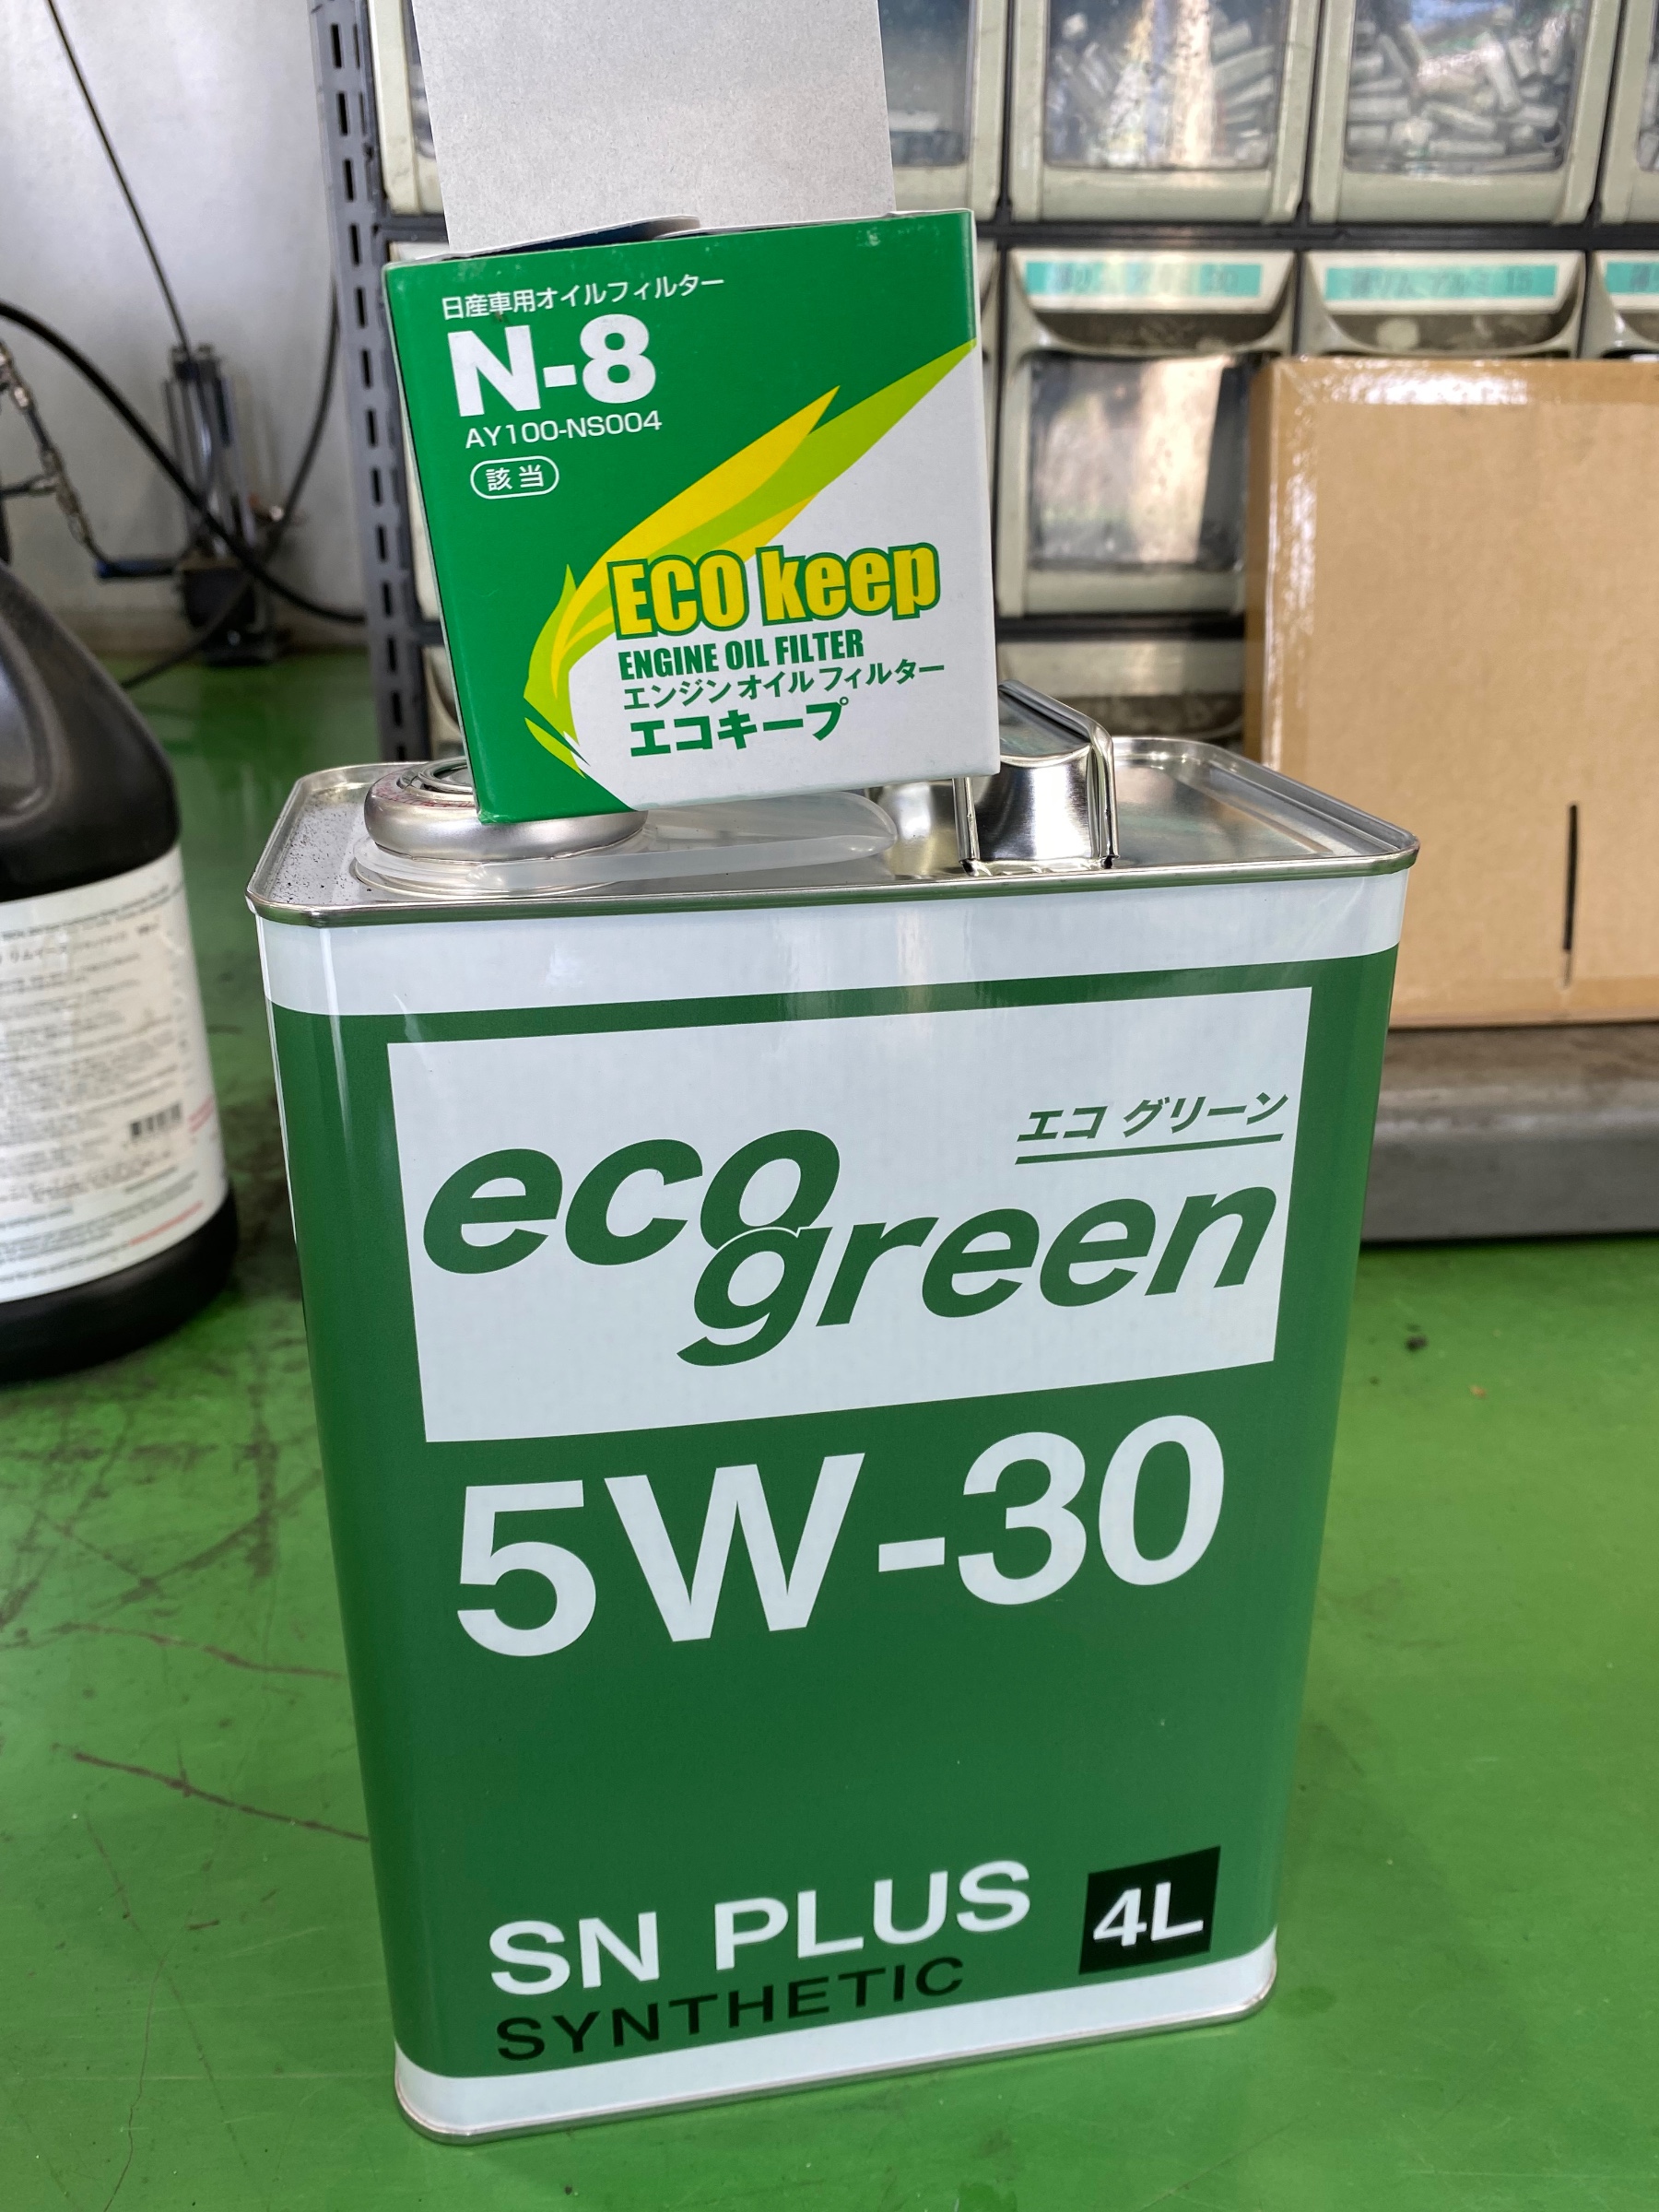 日産車用オイルフィルター
N-8
AY100-NS004
該当
ECO keep
ENGINE OIL FILTER
エンジンオイルフィルター
エコキープ
エコ グリーン
eco
green
5W-30
SN PLUS
4L
SYNTHETIC